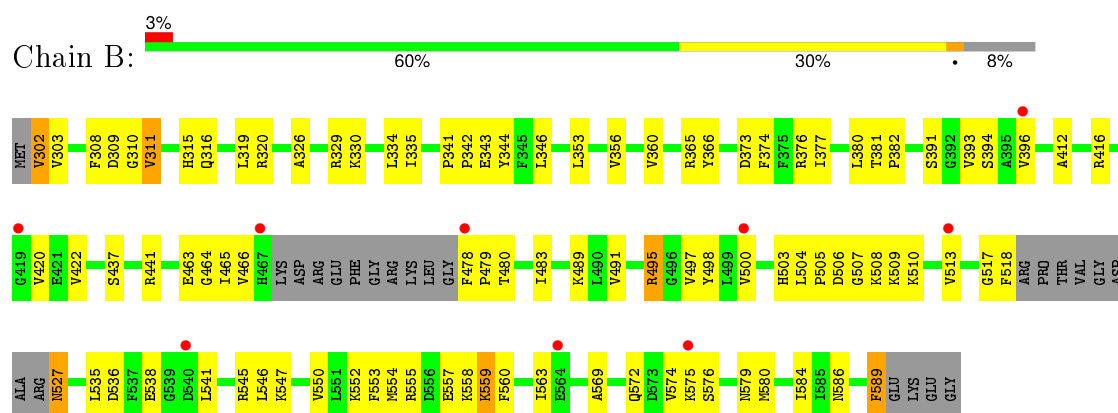 3%
Chain B:
60% 30% • 8%
MET V302 V303 F308 D309 G310 V311 H315 Q316 L319 R320 A326 R329 K330 L334 I335 P341 P342 E343 Y344 F345 L346 L353 V356 V360 R365 Y366 D373 F374 F375 R376 I377 L380 T381 P382 S391 G392 V393 S394 A395 V396 A412 R416
G419 V420 E421 V422 S437 R441 E463 G464 I465 V466 H467 LYS ASP ARG GLU PHE GLY ARG LYS LEU GLY F478 P479 T480 I483 K489 L490 V491 R495 G496 V497 Y498 L499 V500 H503 L504 P505 D506 G507 K508 K509 K510 V513 G517 F518 ARG PRO THR VAL GLY ASP
ALA ARG N527 L535 D536 F537 E538 G539 D540 L541 R545 L546 K547 V550 L551 K552 F553 M554 R555 D556 E557 K558 K559 F560 I563 E564 A569 Q572 D573 V574 K575 S576 N579 M580 I584 I585 N586 F589 GLU LYS GLU GLY